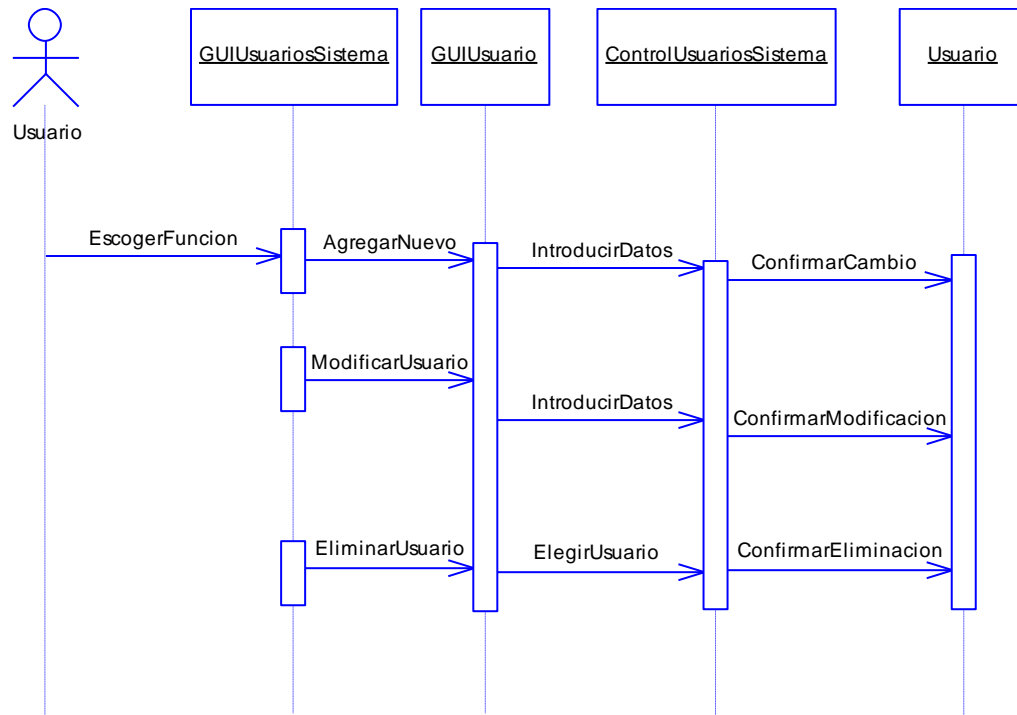 GUIUsuariosSistema
GUIUsuario
ControlUsuariosSistema
Usuario
Usuario
EscogerFuncion
AgregarNuevo
IntroducirDatos
ConfirmarCambio
ModificarUsuario
IntroducirDatos
ConfirmarModificacion
EliminarUsuario
ElegirUsuario
ConfirmarEliminacion